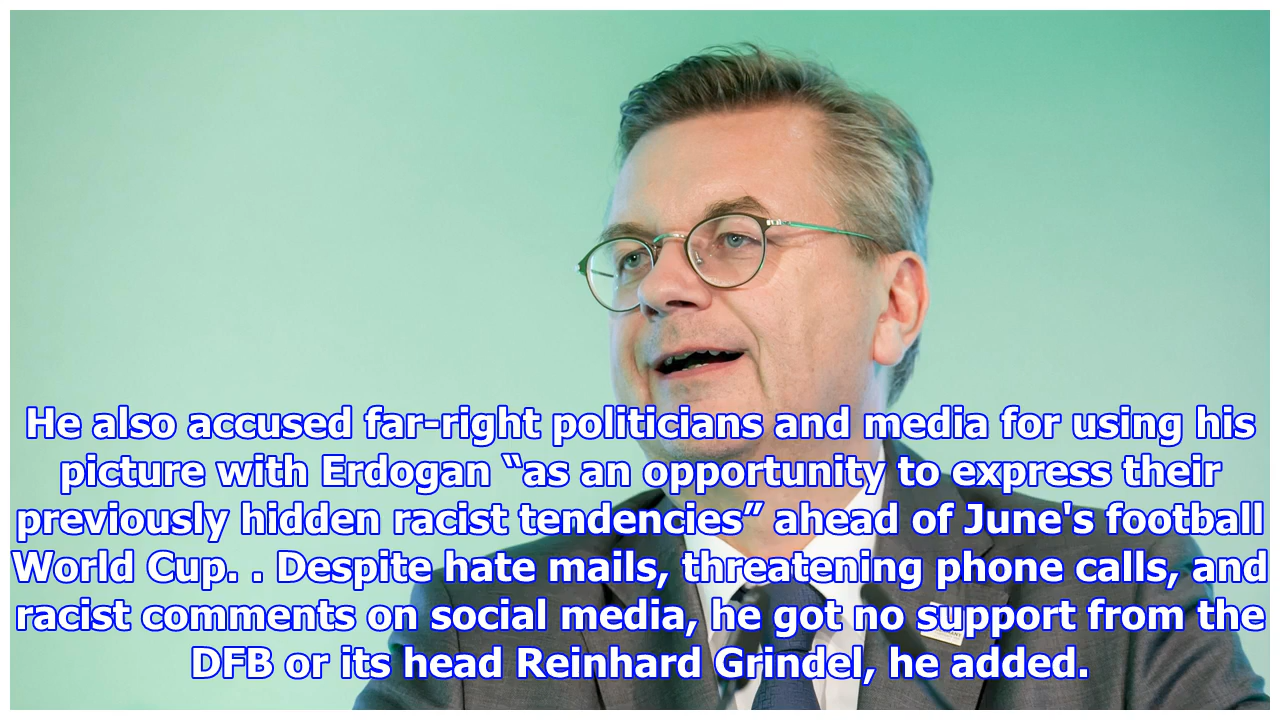 He also accused far-right politicians and media for using his
picture with Erdogan “as an opportunity to express their
previously hidden racist tendencies” ahead of June's football
World Cup. . Despite hate mails, threatening phone calls, and
racist comments on social media, he got no support from the
DFB or its head Reinhard Grindel, he added.